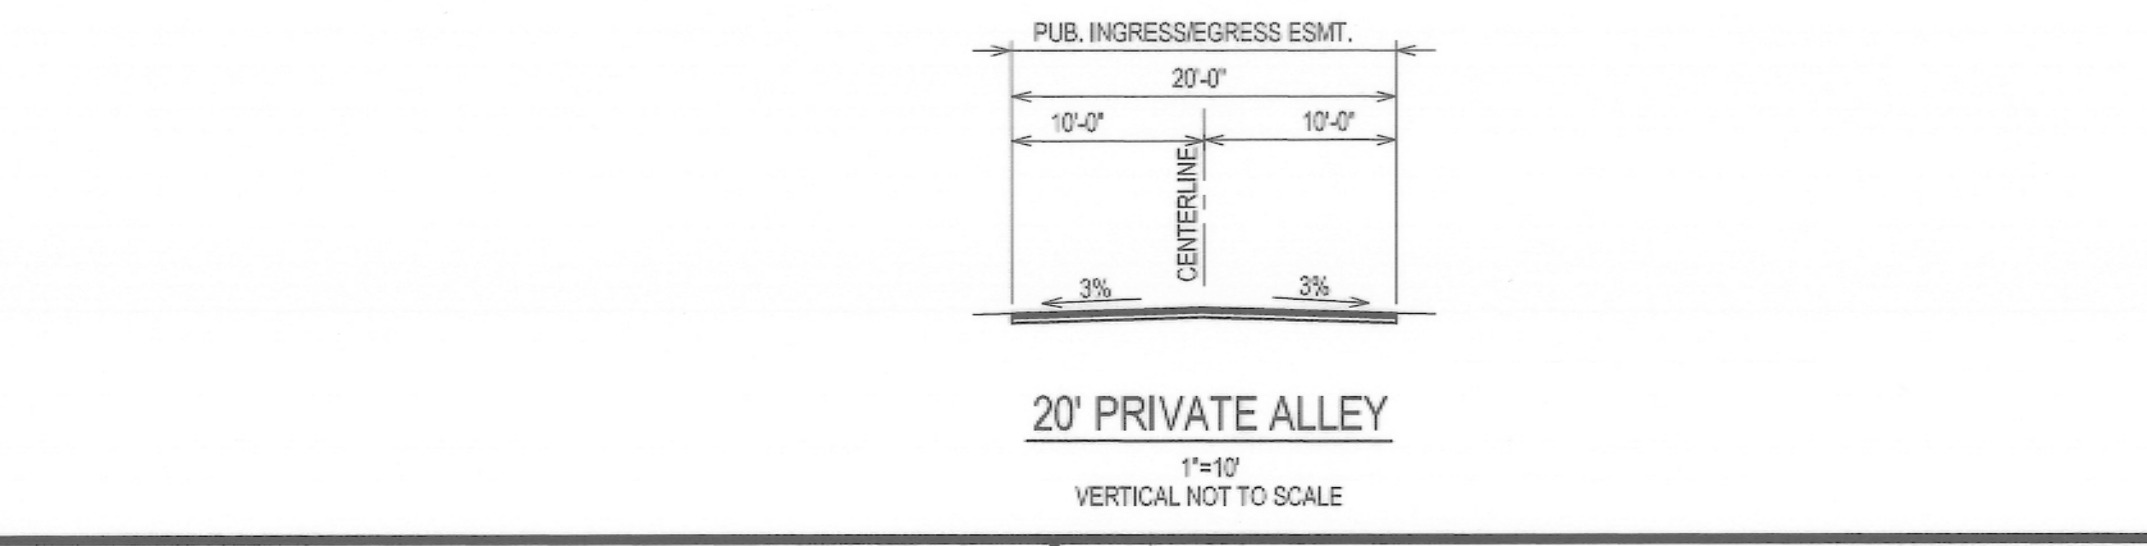 PUB. INGRESS/EGRESS ESMT.
20'-0"
10'-0" 10'-0"
CENTERLINE
3% 3%
20' PRIVATE ALLEY
1"=10'
VERTICAL NOT TO SCALE